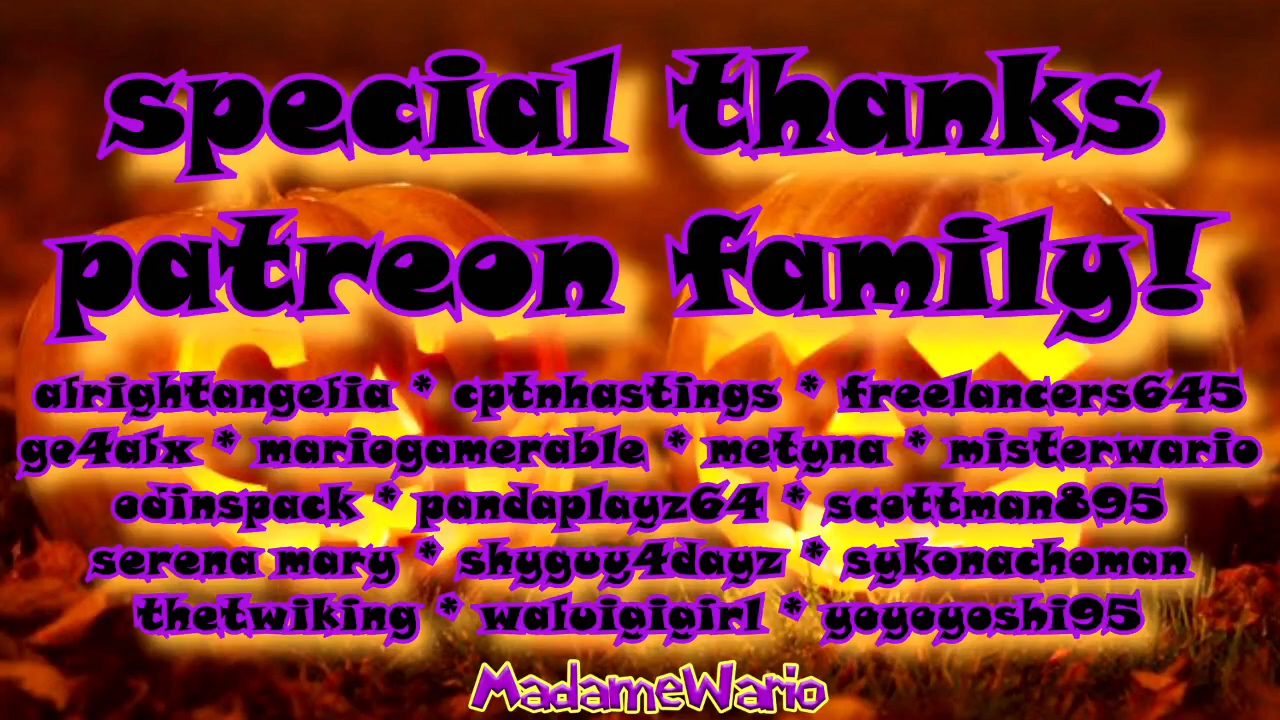 special thanks
patreon family!
alrightangelia * cptnhastings * freelancers645
ge4alx * mariogamerable * metyna * misterwario
odinspack * pandaplayz64 * scottman895
serena mary * shyguy4dayz * sykonachoman
thetwiking * waluigigirl * yoyoyoshi95
MadameWario